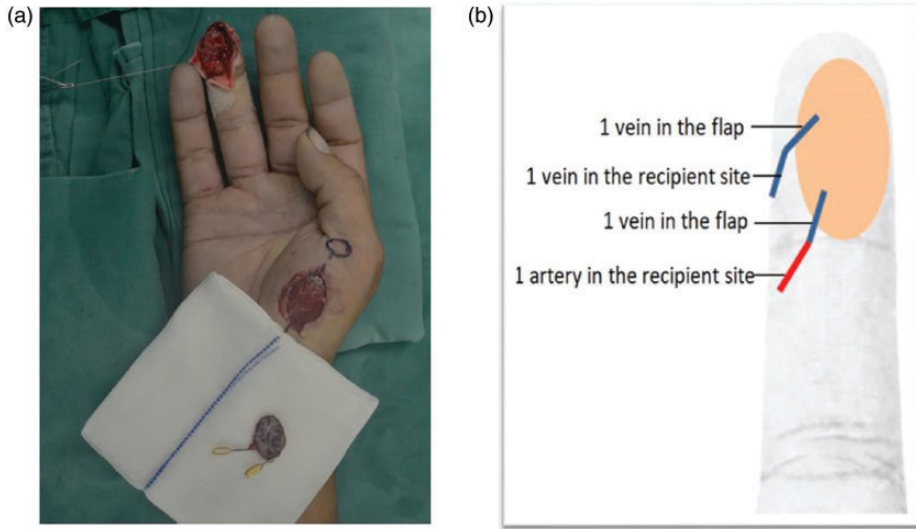 (a)
(b)
1 vein in the flap
1 vein in the recipient site
1 vein in the flap
1 artery in the recipient site